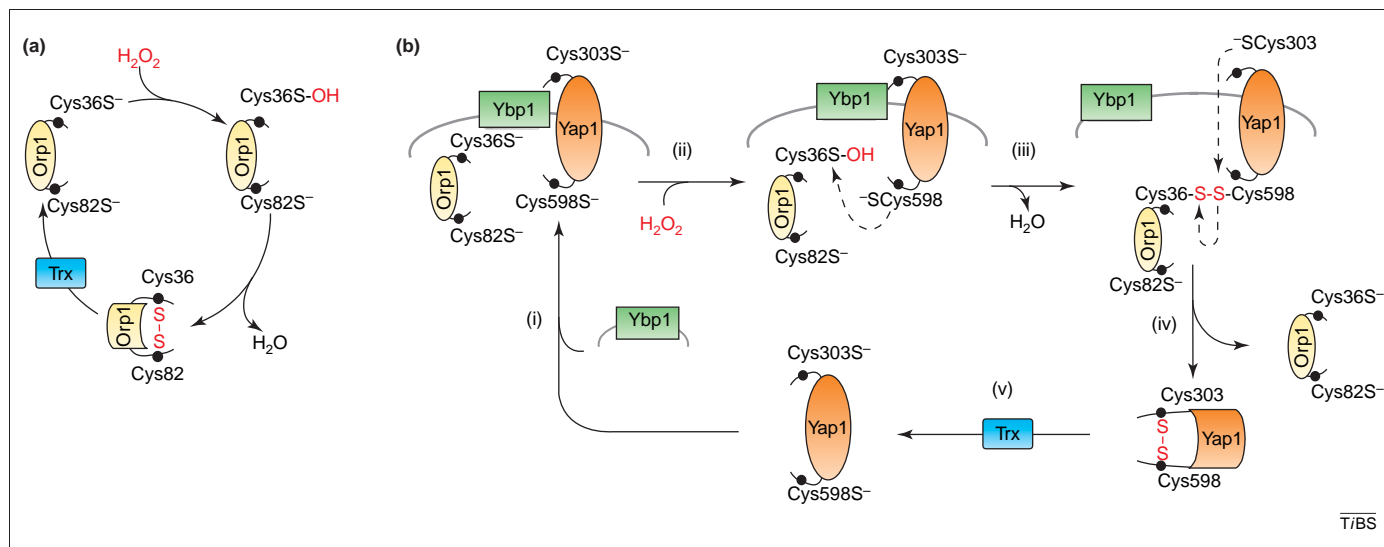 (a)
H₂O₂
Cys36S⁻
Cys36S-OH
Orp1
Orp1
Cys82S⁻
Cys82S⁻
Trx
Cys36
Orp1
S
S
Cys82
H₂O
(b)
Cys303S⁻
Ybp1
Yap1
Cys36S⁻
Orp1
Cys598S⁻
Cys82S⁻
(ii)
H₂O₂
Cys303S⁻
Ybp1
Yap1
Cys36S-OH
⁻SCys598
Orp1
Cys82S⁻
(iii)
H₂O
⁻SCys303
Ybp1
Yap1
Cys36-S-S-Cys598
Orp1
Cys82S⁻
(iv)
Cys36S⁻
Orp1
Cys82S⁻
Cys303
S
S
Yap1
Cys598
(v)
Trx
Cys303S⁻
Yap1
Cys598S⁻
(i)
Ybp1
TiBS